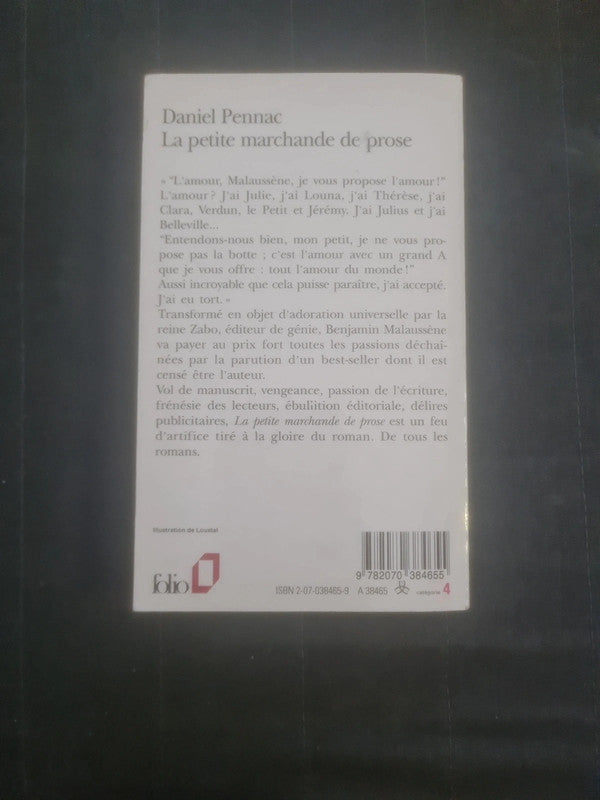 Daniel Pennac
La petite marchande de prose
« "L'amour, Malaussène, je vous propose l'amour !"
L'amour ? J'ai Julie, j'ai Louna, j'ai Thérèse, j'ai
Clara, Verdun, le Petit et Jérémy. J'ai Julius et j'ai
Belleville...
"Entendons-nous bien, mon petit, je ne vous pro-
pose pas la botte ; c'est l'amour avec un grand A
que je vous offre : tout l'amour du monde !"
Aussi incroyable que cela puisse paraître, j'ai accepté.
J'ai eu tort. »
Transformé en objet d'adoration universelle par la
reine Zabo, éditeur de génie, Benjamin Malaussène
va payer au prix fort toutes les passions déchaî-
nées par la parution d'un best-seller dont il est
censé être l'auteur.
Vol de manuscrit, vengeance, passion de l'écriture,
frénésie des lecteurs, ébullition éditoriale, délires
publicitaires, La petite marchande de prose est un feu
d'artifice tiré à la gloire du roman. De tous les
romans.
Illustration de Loustal
9 782070 384655
folio
ISBN 2-07-038465-9 A 38465 catégorie 4